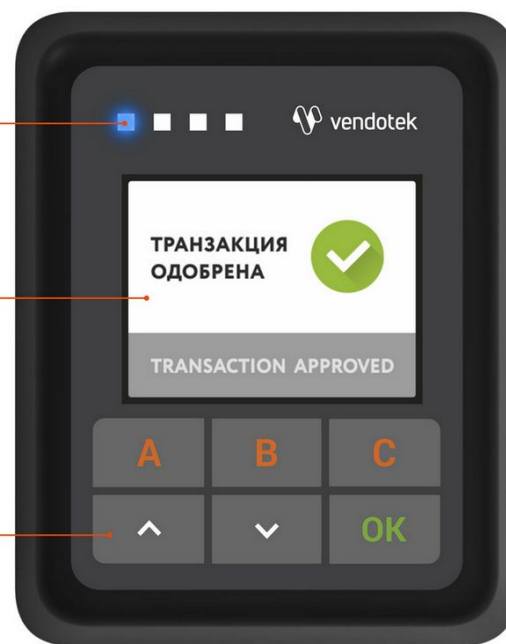 vendotek
ТРАНЗАКЦИЯ
ОДОБРЕНА
TRANSACTION APPROVED
A B C
OK